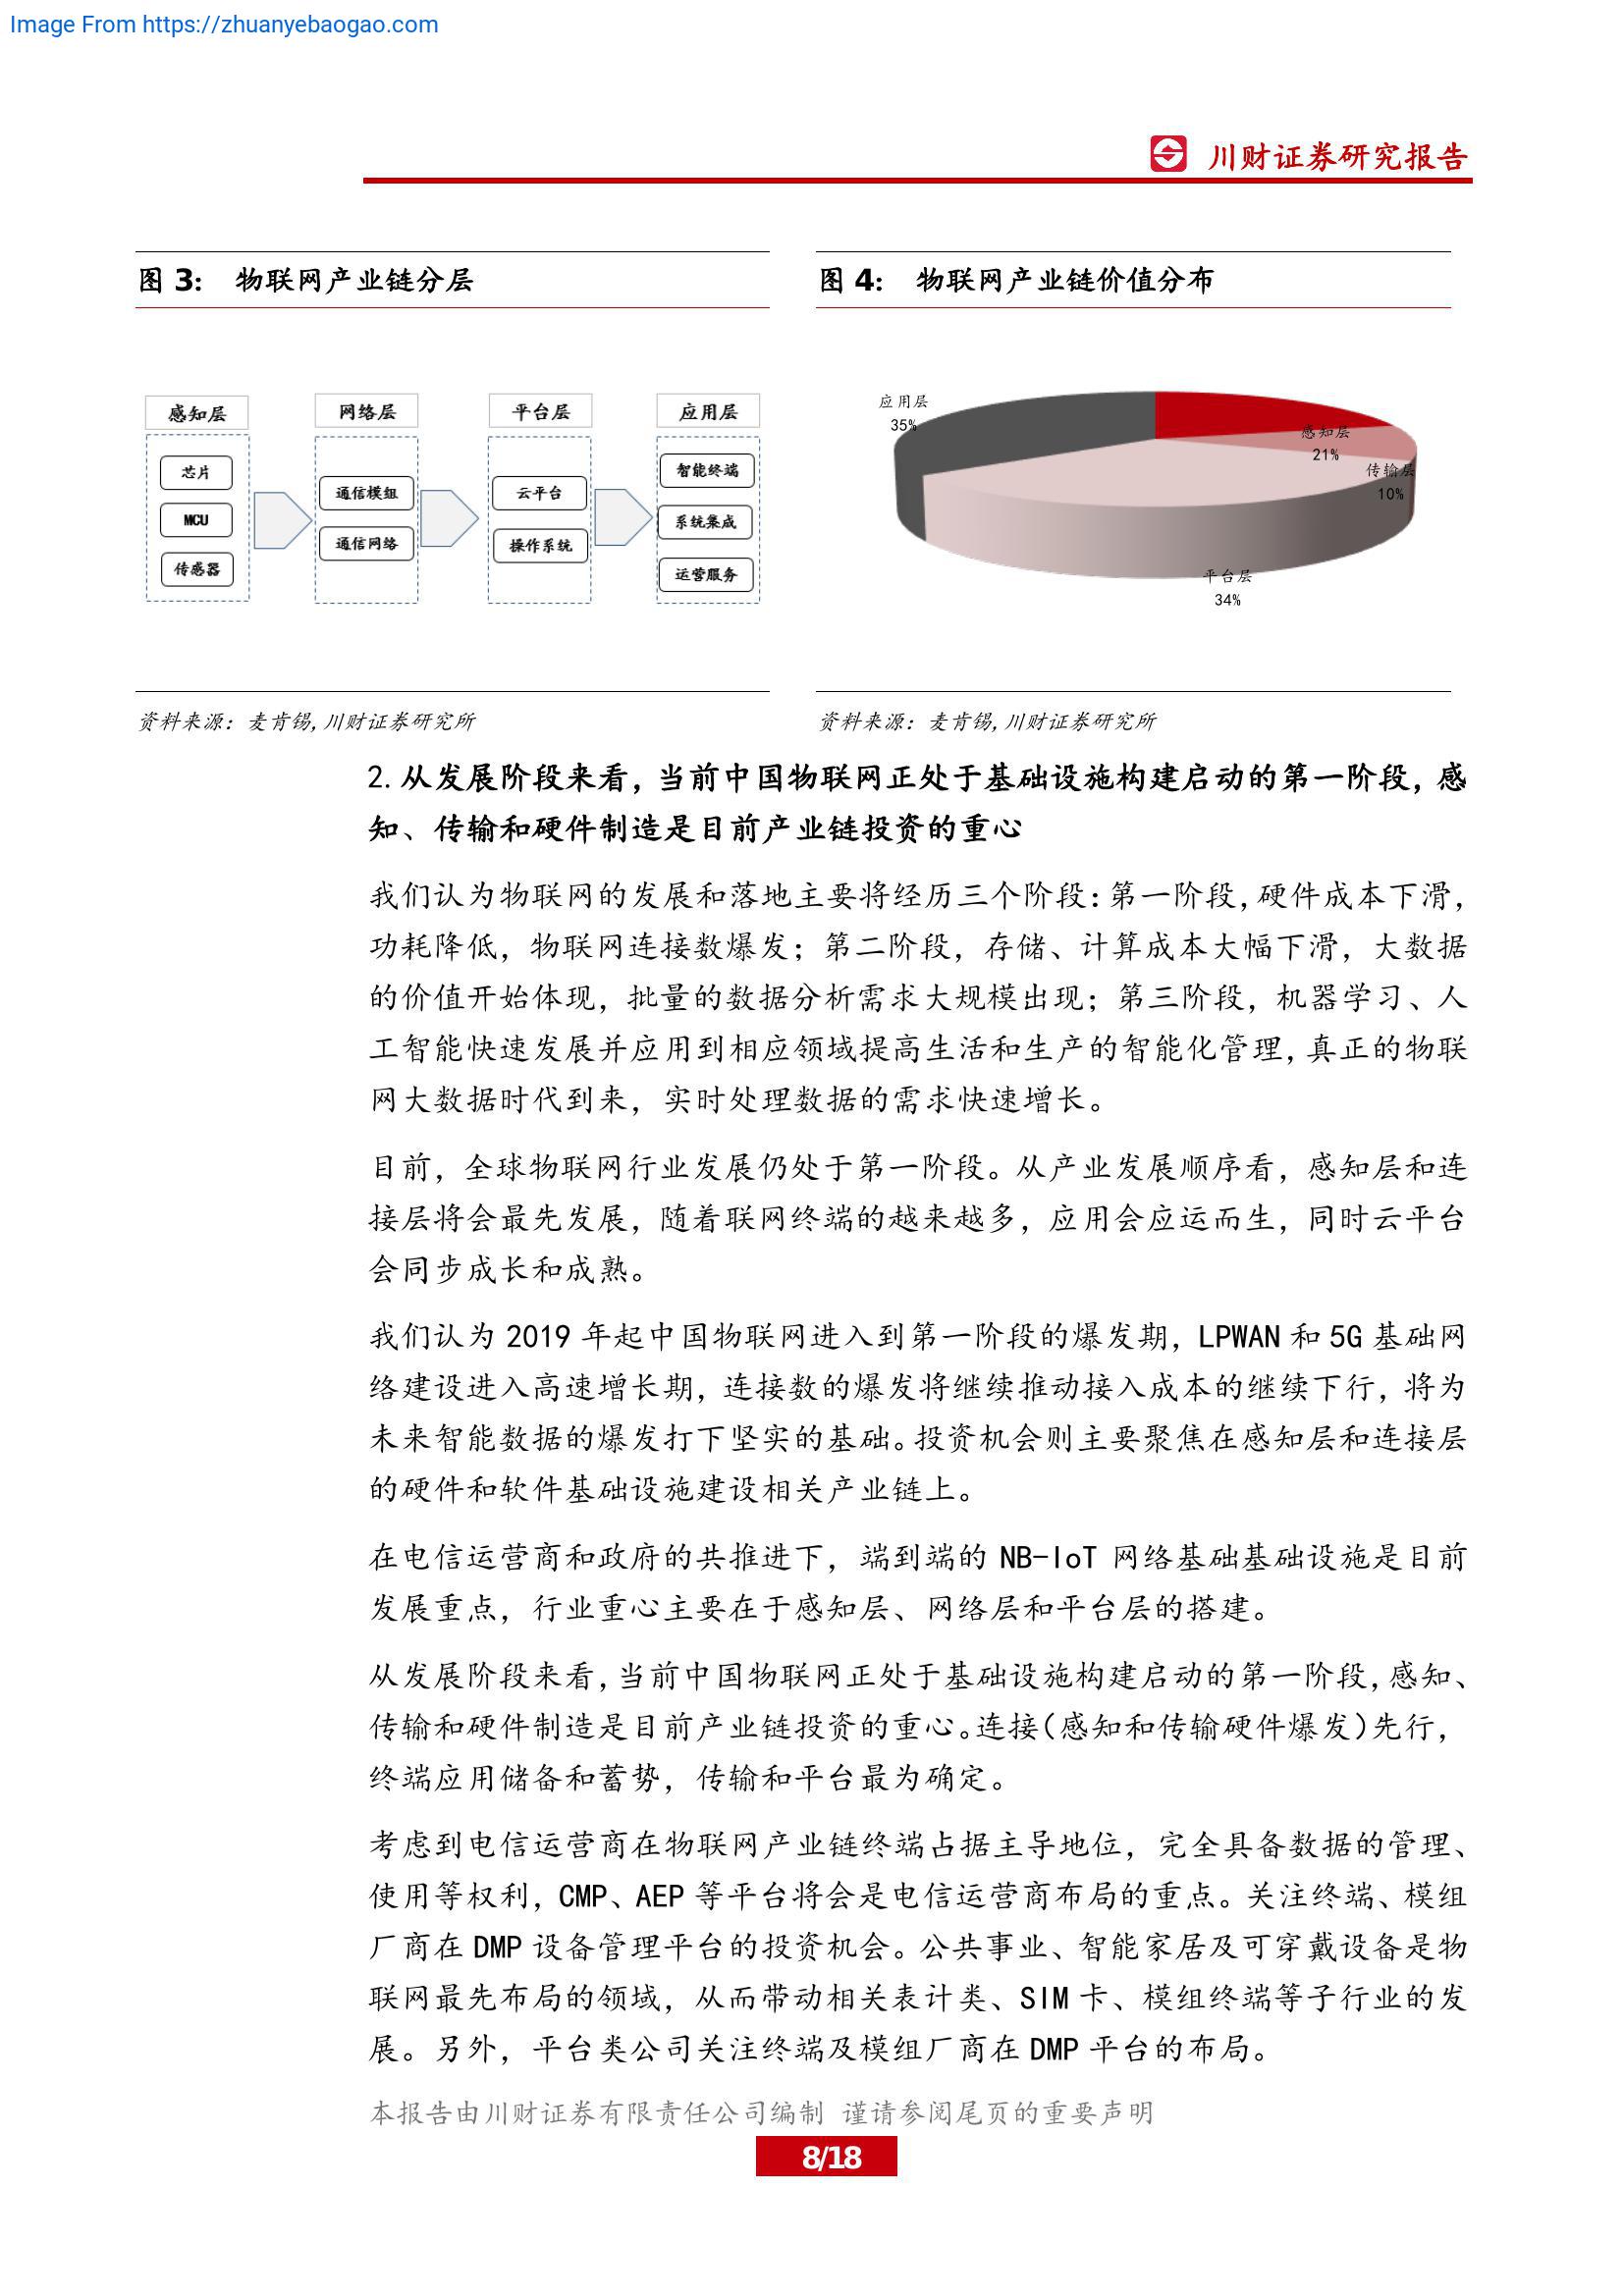 Image From https://zhuanyebaogao.com
川财证券研究报告
图 3: 物联网产业链分层
感知层
芯片
MCU
传感器
网络层
通信模组
通信网络
平台层
云平台
操作系统
应用层
智能终端
系统集成
运营服务
资料来源：麦肯锡,川财证券研究所
图 4: 物联网产业链价值分布
应用层
35%
感知层
21%
传输层
10%
平台层
34%
资料来源：麦肯锡,川财证券研究所
2.从发展阶段来看，当前中国物联网正处于基础设施构建启动的第一阶段，感
知、传输和硬件制造是目前产业链投资的重心
我们认为物联网的发展和落地主要将经历三个阶段：第一阶段，硬件成本下滑，
功耗降低，物联网连接数爆发；第二阶段，存储、计算成本大幅下滑，大数据
的价值开始体现，批量的数据分析需求大规模出现；第三阶段，机器学习、人
工智能快速发展并应用到相应领域提高生活和生产的智能化管理，真正的物联
网大数据时代到来，实时处理数据的需求快速增长。
目前，全球物联网行业发展仍处于第一阶段。从产业发展顺序看，感知层和连
接层将会最先发展，随着联网终端的越来越多，应用会应运而生，同时云平台
会同步成长和成熟。
我们认为 2019 年起中国物联网进入到第一阶段的爆发期，LPWAN 和 5G 基础网
络建设进入高速增长期，连接数的爆发将继续推动接入成本的继续下行，将为
未来智能数据的爆发打下坚实的基础。投资机会则主要聚焦在感知层和连接层
的硬件和软件基础设施建设相关产业链上。
在电信运营商和政府的共推进下，端到端的 NB-IoT 网络基础基础设施是目前
发展重点，行业重心主要在于感知层、网络层和平台层的搭建。
从发展阶段来看，当前中国物联网正处于基础设施构建启动的第一阶段，感知、
传输和硬件制造是目前产业链投资的重心。连接（感知和传输硬件爆发）先行，
终端应用储备和蓄势，传输和平台最为确定。
考虑到电信运营商在物联网产业链终端占据主导地位，完全具备数据的管理、
使用等权利，CMP、AEP 等平台将会是电信运营商布局的重点。关注终端、模组
厂商在 DMP 设备管理平台的投资机会。公共事业、智能家居及可穿戴设备是物
联网最先布局的领域，从而带动相关表计类、SIM 卡、模组终端等子行业的发
展。另外，平台类公司关注终端及模组厂商在 DMP 平台的布局。
本报告由川财证券有限责任公司编制 谨请参阅尾页的重要声明
8/18